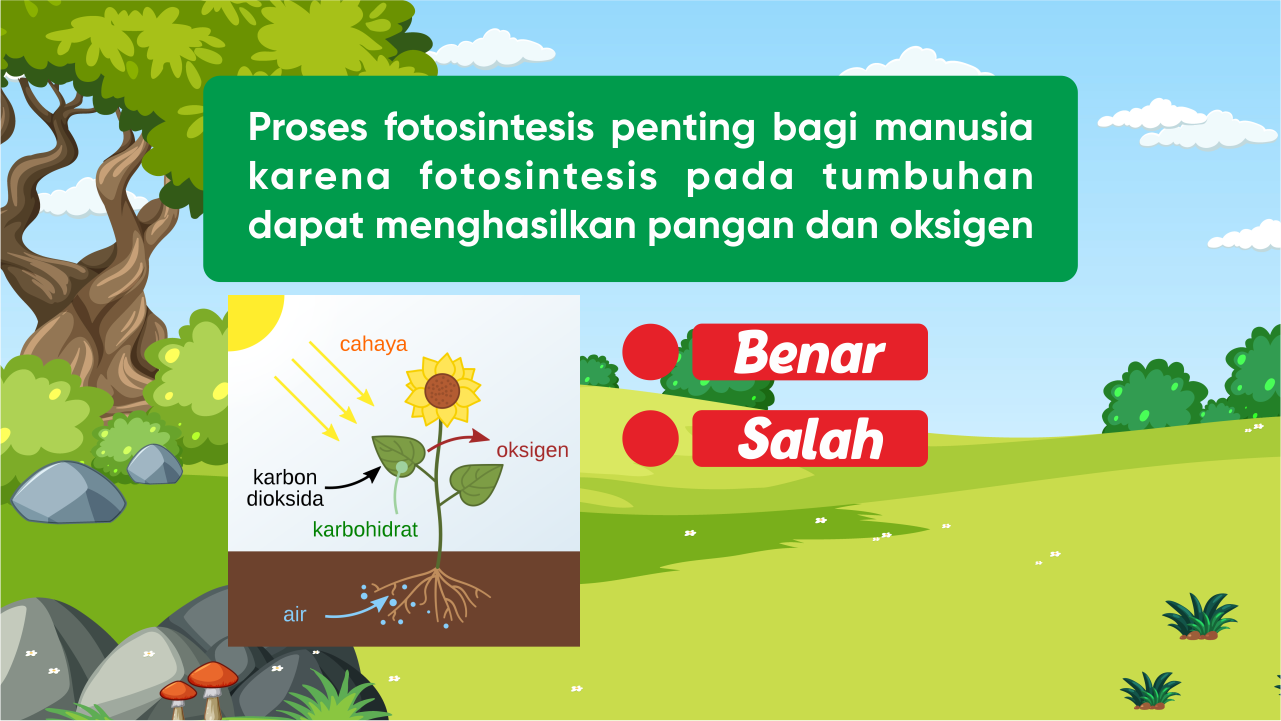 Proses fotosintesis penting bagi manusia
karena fotosintesis pada tumbuhan
dapat menghasilkan pangan dan oksigen
cahaya
oksigen
karbon
dioksida
karbohidrat
air
Benar
Salah